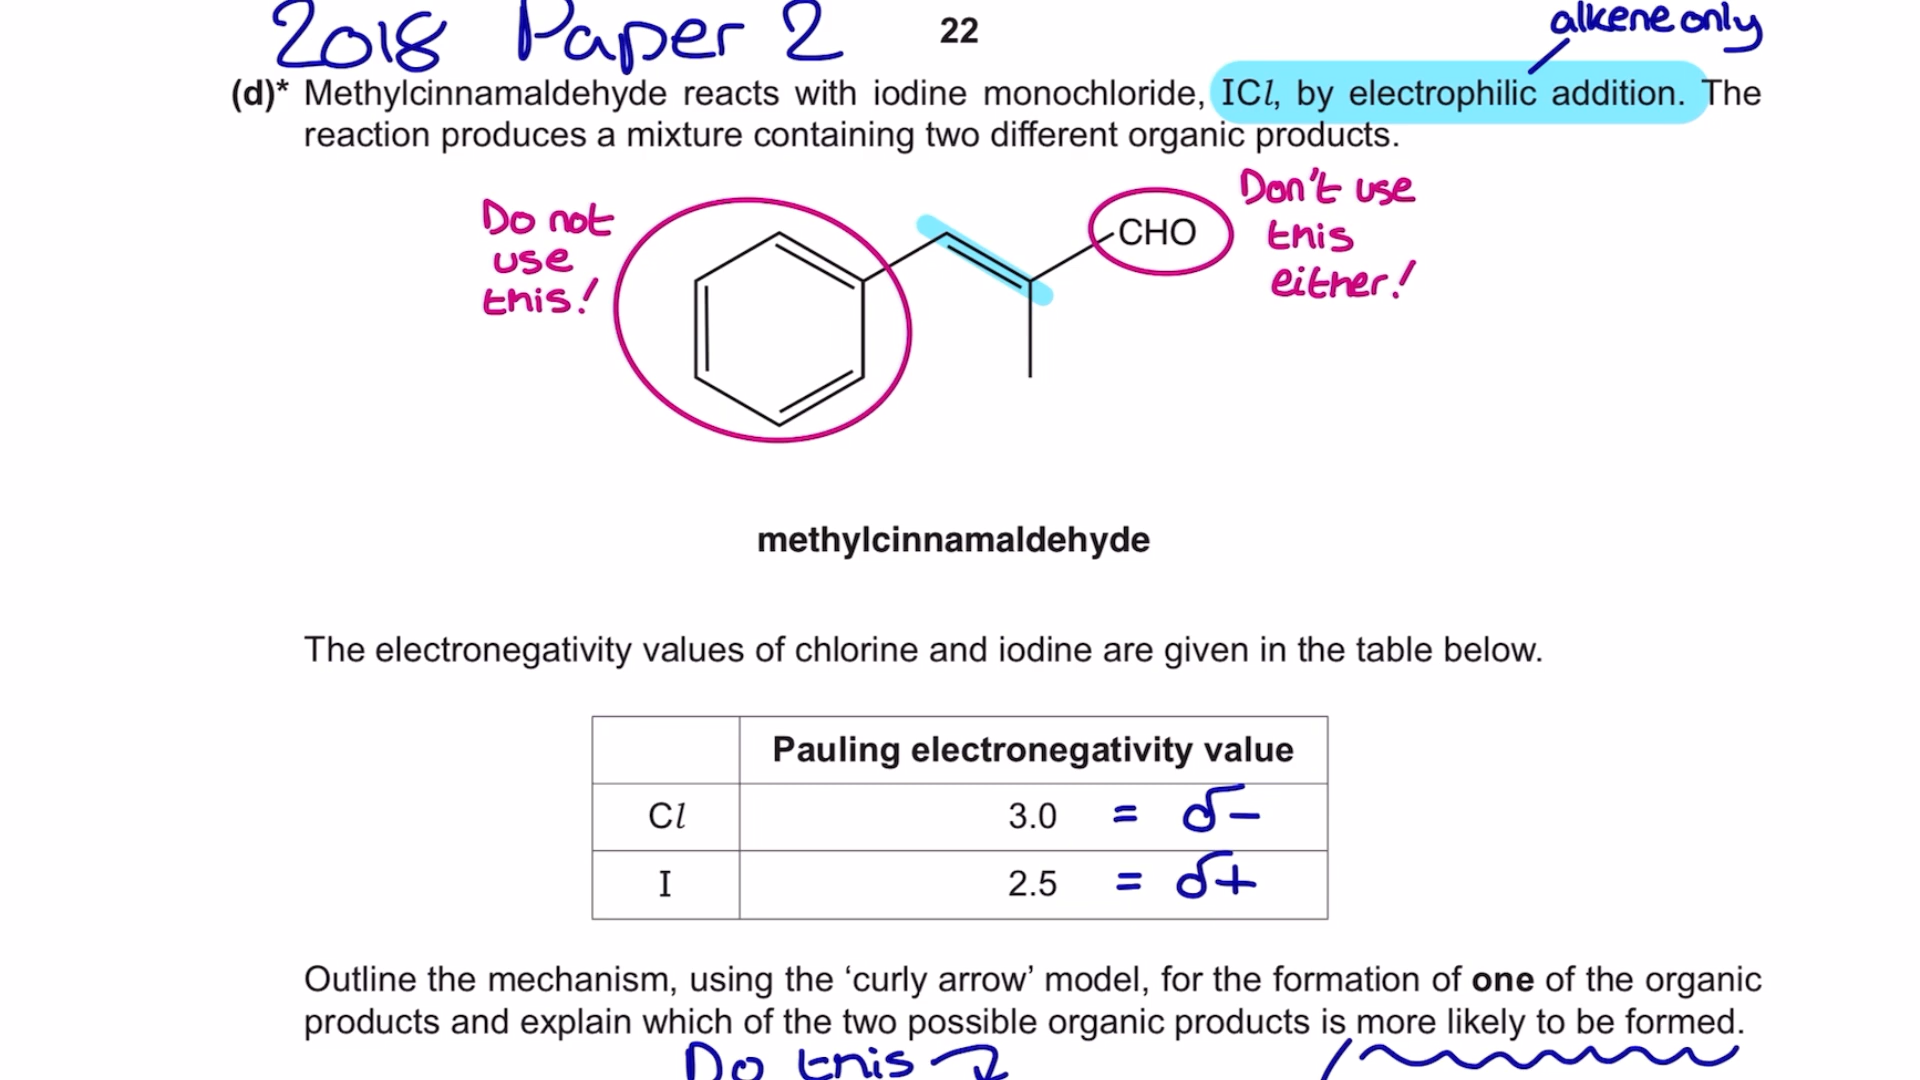 2018 Paper 2
22
alkene only
(d)* Methylcinnamaldehyde reacts with iodine monochloride, ICl, by electrophilic addition. The
reaction produces a mixture containing two different organic products.
Do not
use
this!
CHO
Don't use
this
either!
methylcinnamaldehyde
The electronegativity values of chlorine and iodine are given in the table below.
Pauling electronegativity value
Cl 3.0 = δ−
I 2.5 = δ+
Outline the mechanism, using the ‘curly arrow’ model, for the formation of one of the organic
products and explain which of the two possible organic products is more likely to be formed.
Do this